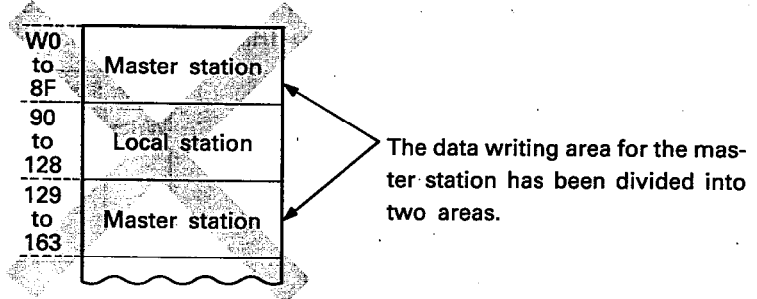 W0
to
8F
Master station
90
to
128
Local station
129
to
163
Master station
The data writing area for the mas-
ter station has been divided into
two areas.